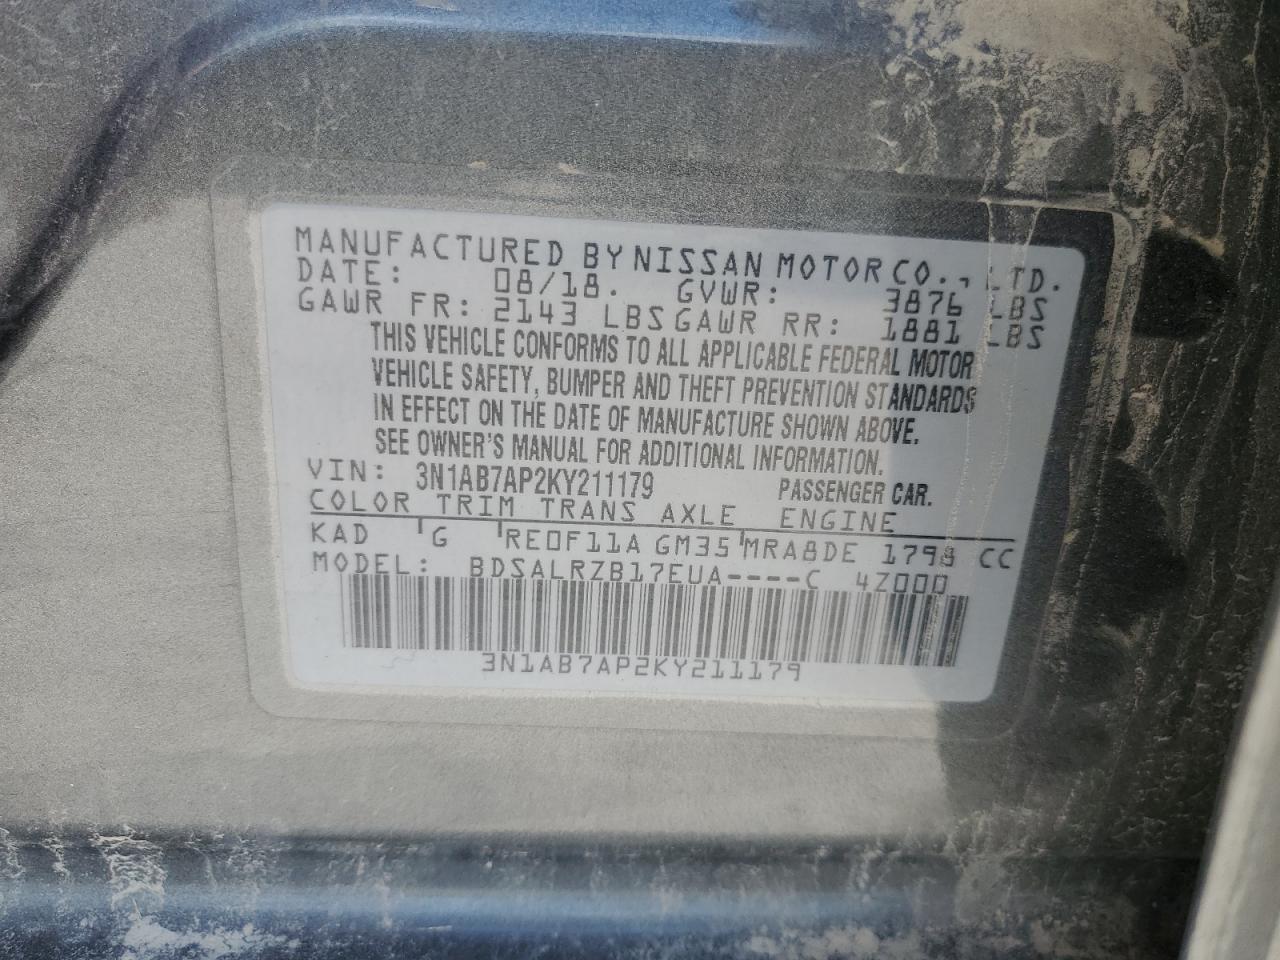 MANUFACTURED BY NISSAN MOTOR CO., LTD.
DATE: 08/18. GVWR: 3876 LBS
GAWR FR: 2143 LBS GAWR RR: 1881 LBS
THIS VEHICLE CONFORMS TO ALL APPLICABLE FEDERAL MOTOR
VEHICLE SAFETY, BUMPER AND THEFT PREVENTION STANDARDS
IN EFFECT ON THE DATE OF MANUFACTURE SHOWN ABOVE.
SEE OWNER'S MANUAL FOR ADDITIONAL INFORMATION.
VIN: 3N1AB7AP2KY211179 PASSENGER CAR.
COLOR TRIM TRANS AXLE ENGINE
KAD G RE0F11A GM35 MRA8DE 1798 CC
MODEL: BDSALRZB17EUA----C 4Z000
3N1AB7AP2KY211179